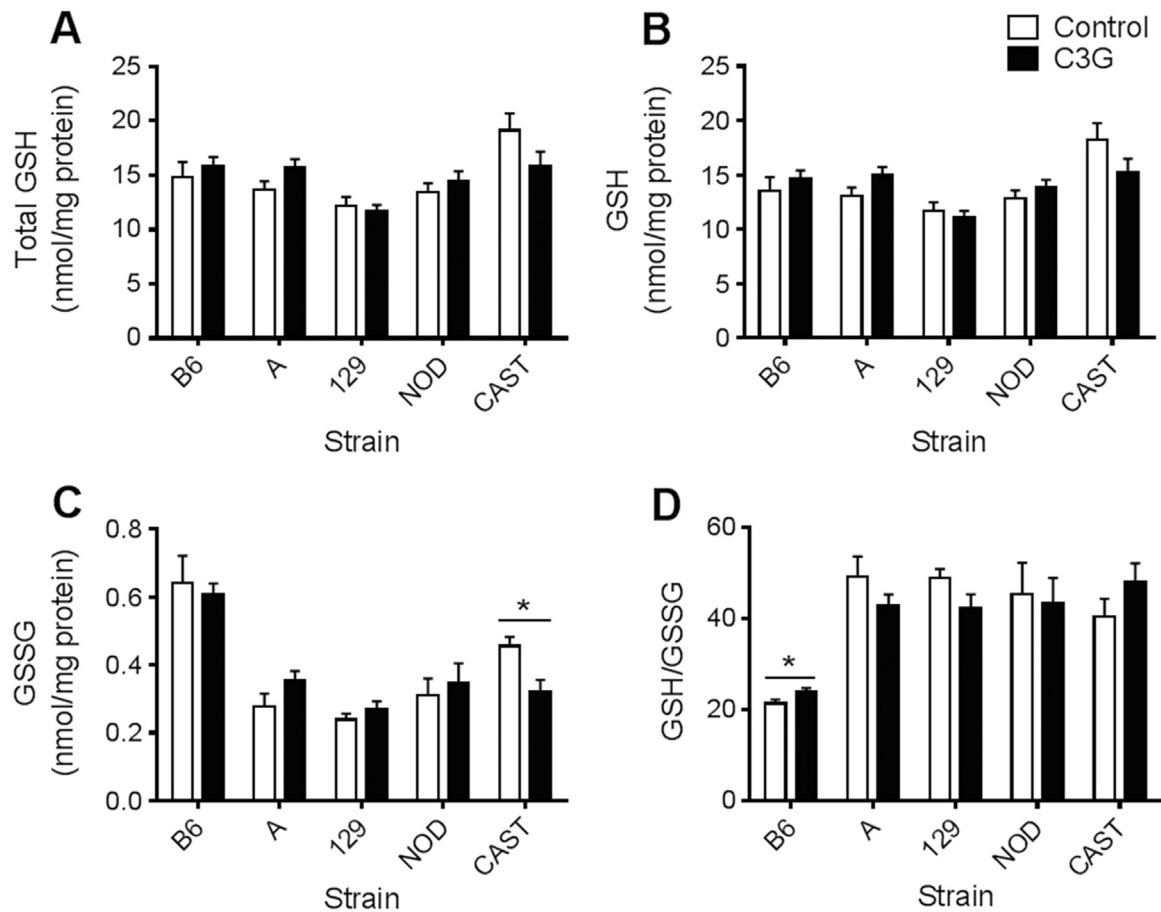 A
Total GSH
(nmol/mg protein)
25
20
15
10
5
0
B6
A
129
NOD
CAST
Strain
B
Control
C3G
GSH
(nmol/mg protein)
25
20
15
10
5
0
B6
A
129
NOD
CAST
Strain
C
GSSG
(nmol/mg protein)
0.8
0.6
0.4
0.2
0.0
*
B6
A
129
NOD
CAST
Strain
D
GSH/GSSG
60
40
20
0
*
B6
A
129
NOD
CAST
Strain